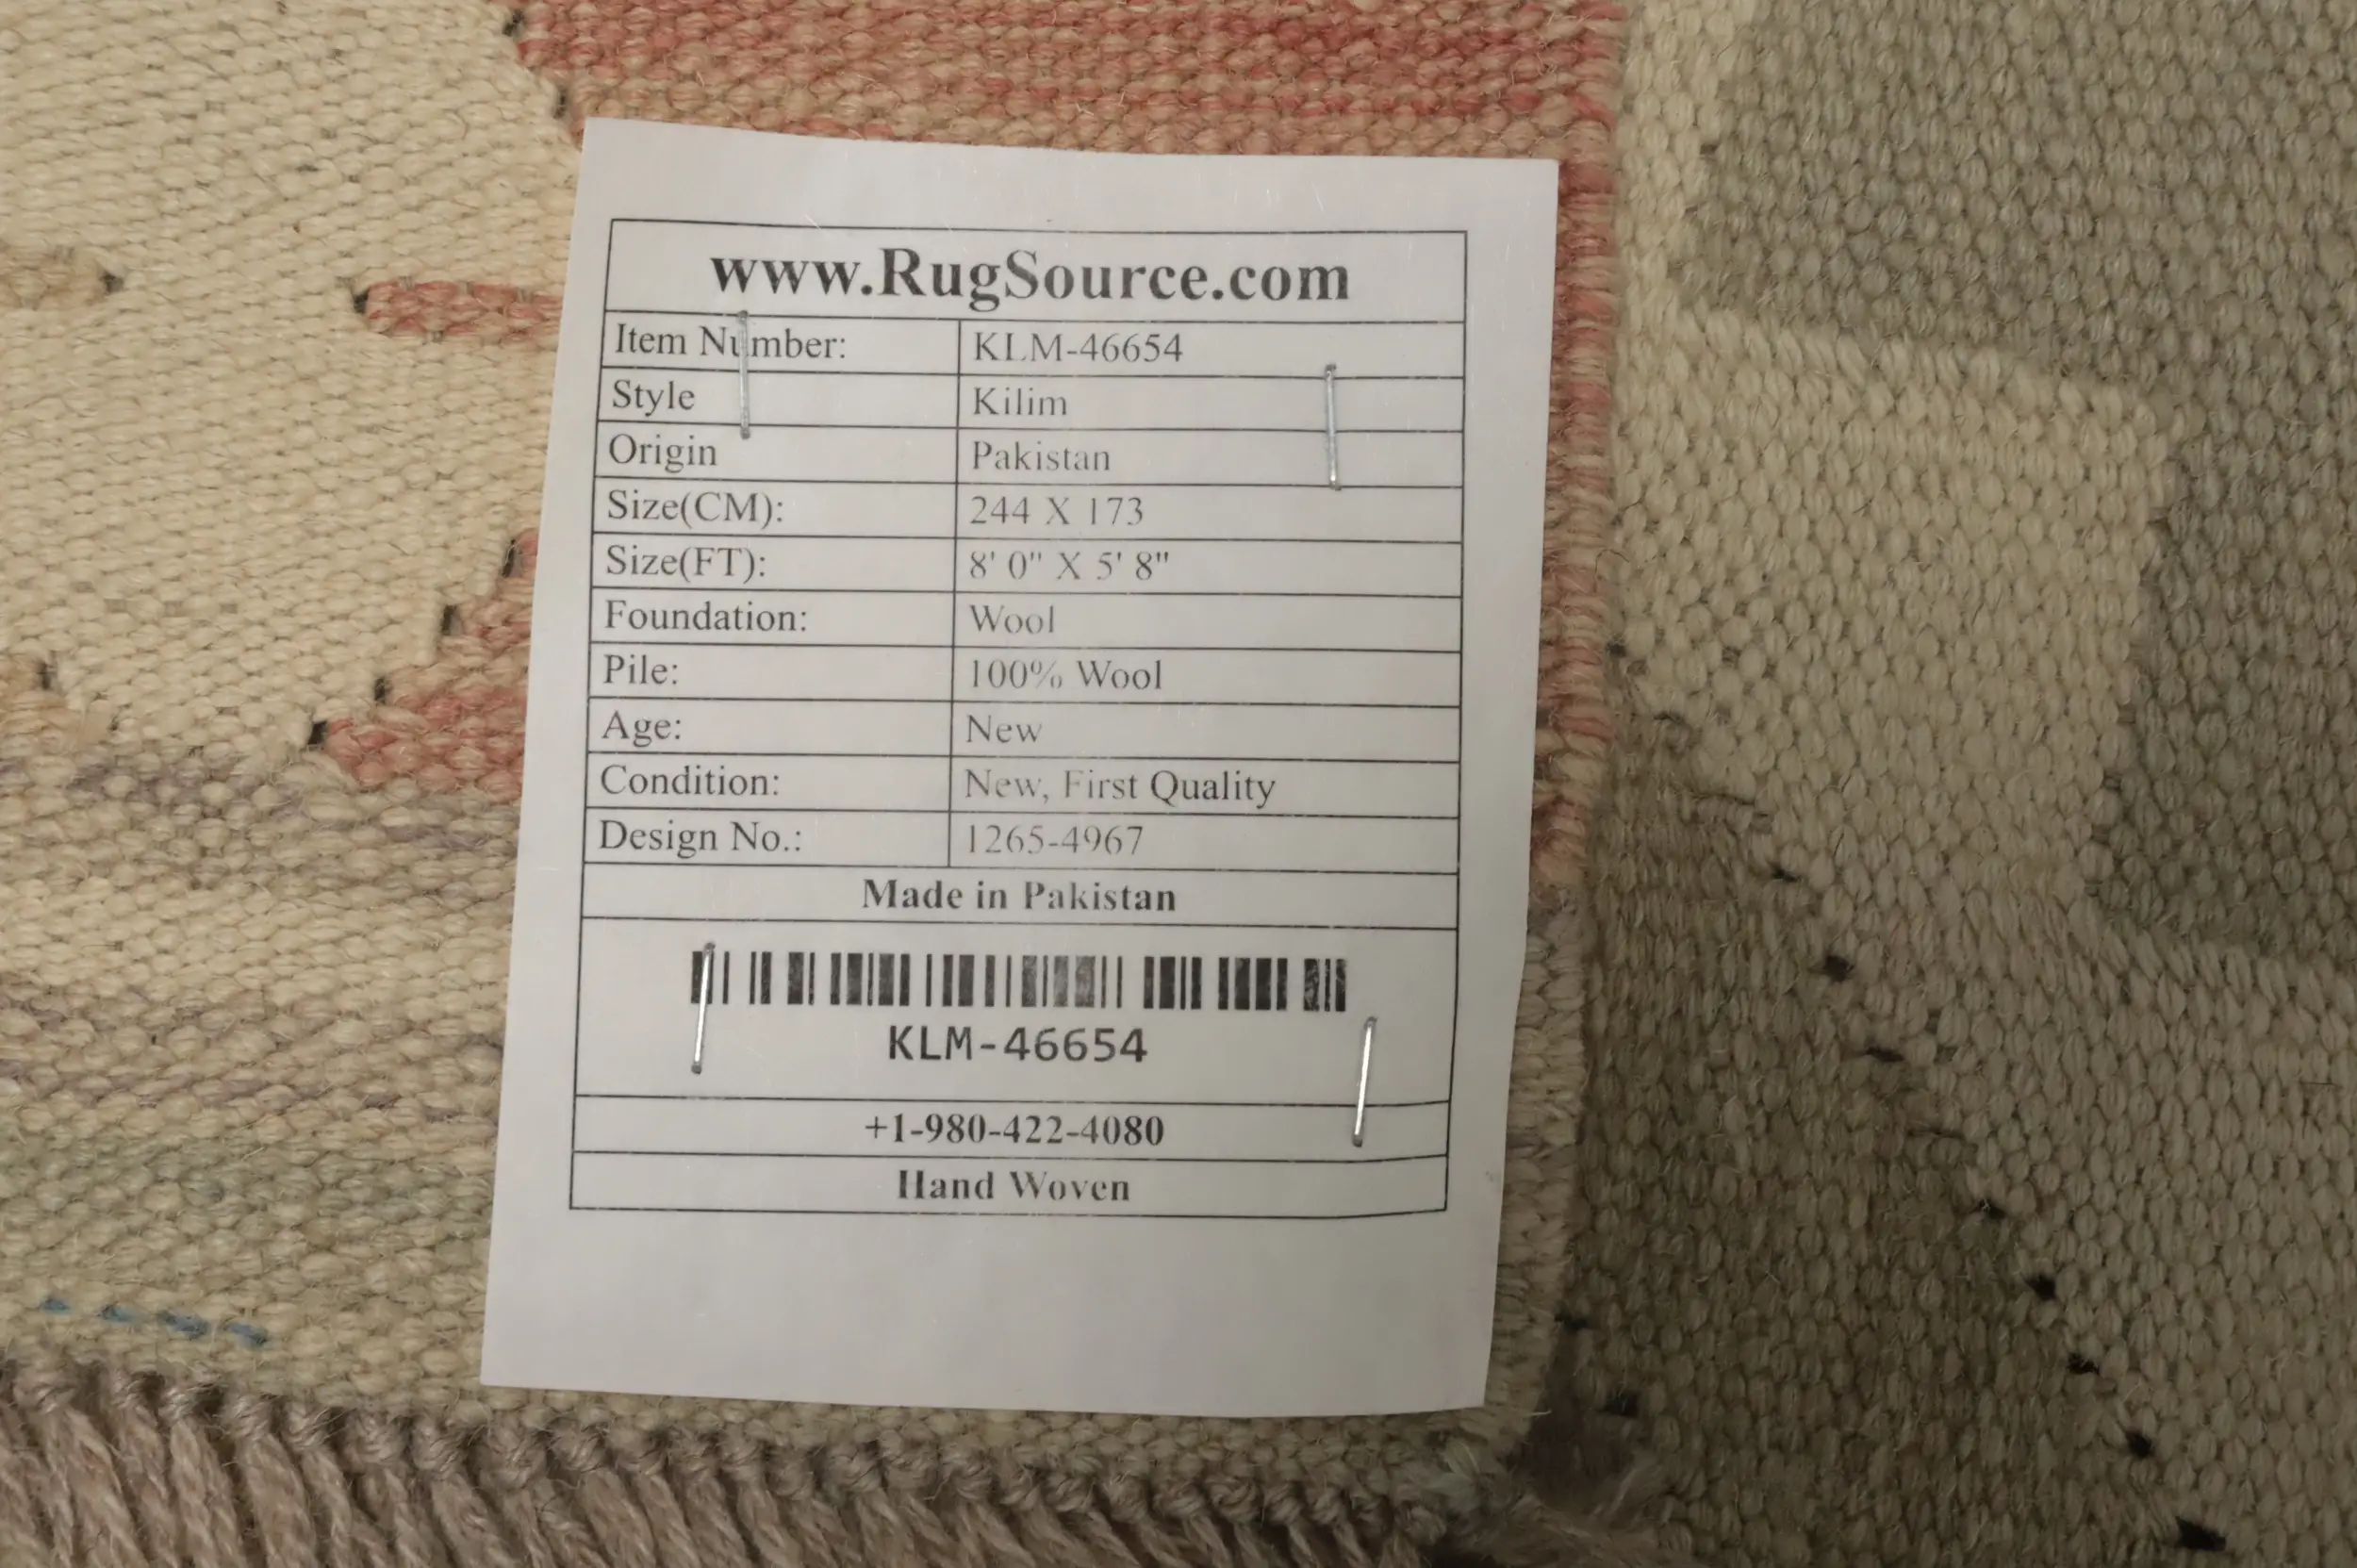 www.RugSource.com
Item Number: KLM-46654
Style Kilim
Origin Pakistan
Size(CM): 244 X 173
Size(FT): 8' 0" X 5' 8"
Foundation: Wool
Pile: 100% Wool
Age: New
Condition: New, First Quality
Design No.: 1265-4967
Made in Pakistan
KLM-46654
+1-980-422-4080
Hand Woven